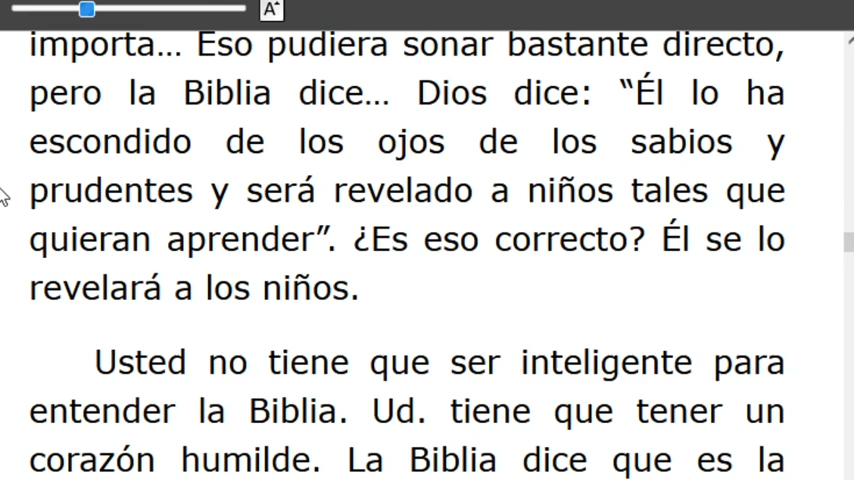 A
importa... Eso pudiera sonar bastante directo,
pero la Biblia dice... Dios dice: “Él lo ha
escondido de los ojos de los sabios y
prudentes y será revelado a niños tales que
quieran aprender”. ¿Es eso correcto? Él se lo
revelará a los niños.
Usted no tiene que ser inteligente para
entender la Biblia. Ud. tiene que tener un
corazón humilde. La Biblia dice que es la